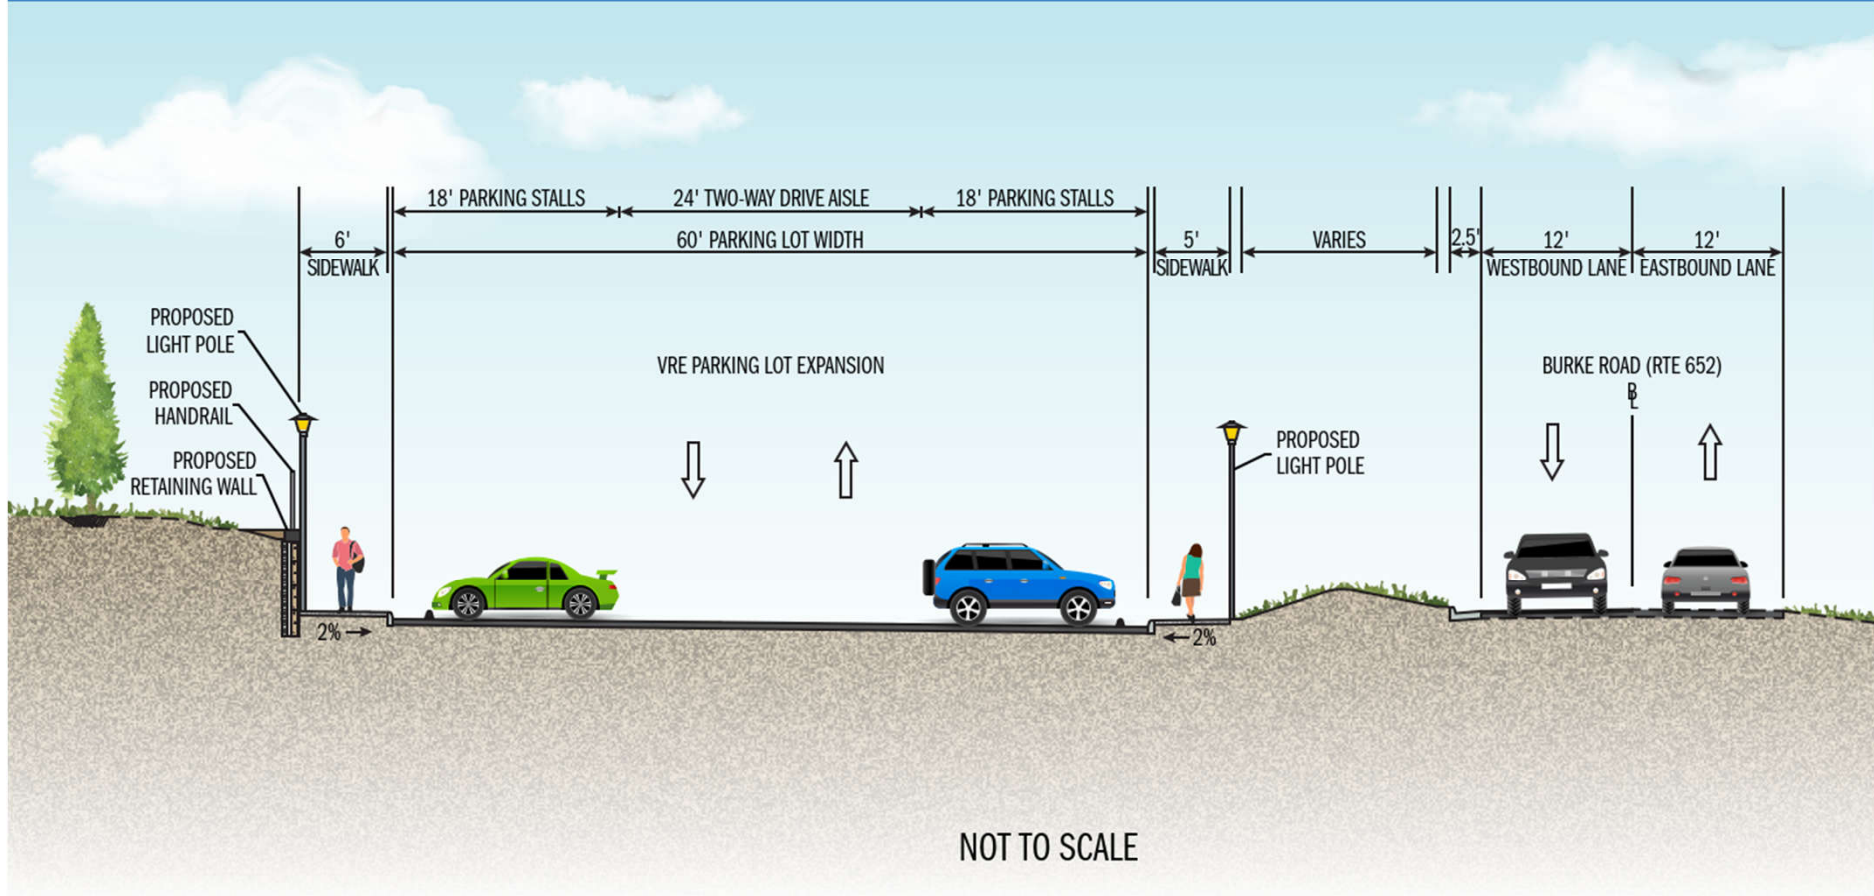 18' PARKING STALLS
24' TWO-WAY DRIVE AISLE
18' PARKING STALLS
6'
SIDEWALK
60' PARKING LOT WIDTH
5'
SIDEWALK
VARIES
2.5'
12'
WESTBOUND LANE
12'
EASTBOUND LANE
PROPOSED
LIGHT POLE
PROPOSED
HANDRAIL
PROPOSED
RETAINING WALL
VRE PARKING LOT EXPANSION
BURKE ROAD (RTE 652)
BL
PROPOSED
LIGHT POLE
2%
2%
NOT TO SCALE